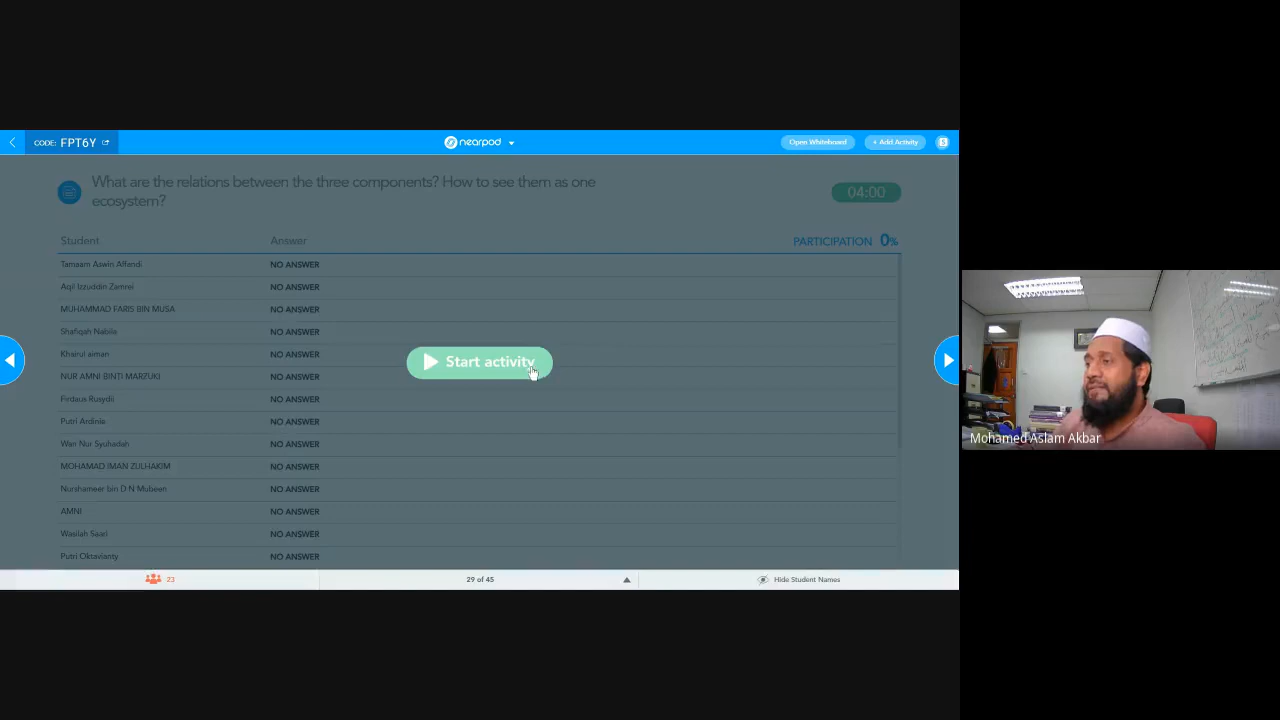 CODE: FPT6Y
nearpod
Open Whiteboard
+ Add Activity
What are the relations between the three components? How to see them as one
ecosystem?
04:00
Student
Answer
PARTICIPATION 0%
Tamaam Aswin Affendi NO ANSWER
Aqil Izzuddin Zamrei NO ANSWER
MUHAMMAD FARIS BIN MUSA NO ANSWER
Shafiqah Nabila NO ANSWER
Khairul aiman NO ANSWER
NUR AMNI BINTI MARZUKI NO ANSWER
Firdaus Rusydii NO ANSWER
Putri Ardinie NO ANSWER
Wan Nur Syuhadah NO ANSWER
MOHAMAD IMAN ZULHAKIM NO ANSWER
Nurshameer bin D N Mubeen NO ANSWER
AMNI NO ANSWER
Wasilah Saari NO ANSWER
Putri Oktavianty NO ANSWER
Start activity
23
29 of 45
Hide Student Names
Mohamed Aslam Akbar